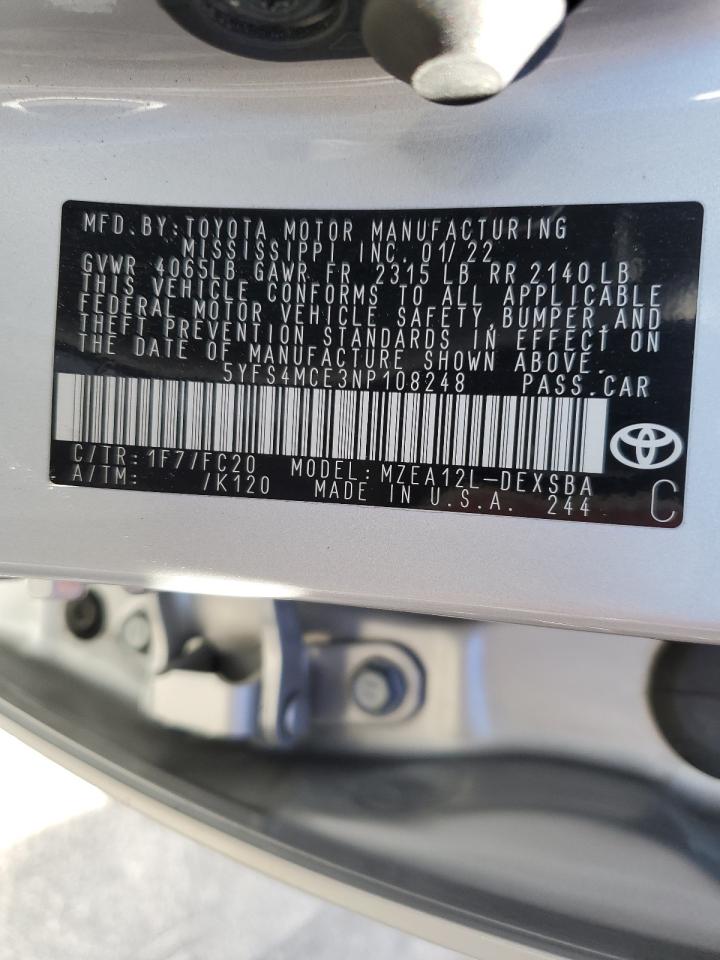 MFD.BY:TOYOTA MOTOR MANUFACTURING
MISSISSIPPI INC. 01/22
GVWR 4065LB GAWR FR 2315 LB RR 2140 LB
THIS VEHICLE CONFORMS TO ALL APPLICABLE
FEDERAL MOTOR VEHICLE SAFETY,BUMPER,AND
THEFT PREVENTION STANDARDS IN EFFECT ON
THE DATE OF MANUFACTURE SHOWN ABOVE.
5YFS4MCE3NP108248 PASS.CAR
C/TR:1F7/FC20 MODEL:MZEA12L-DEXSBA
A/TM: /K120 MADE IN U.S.A. 244 C